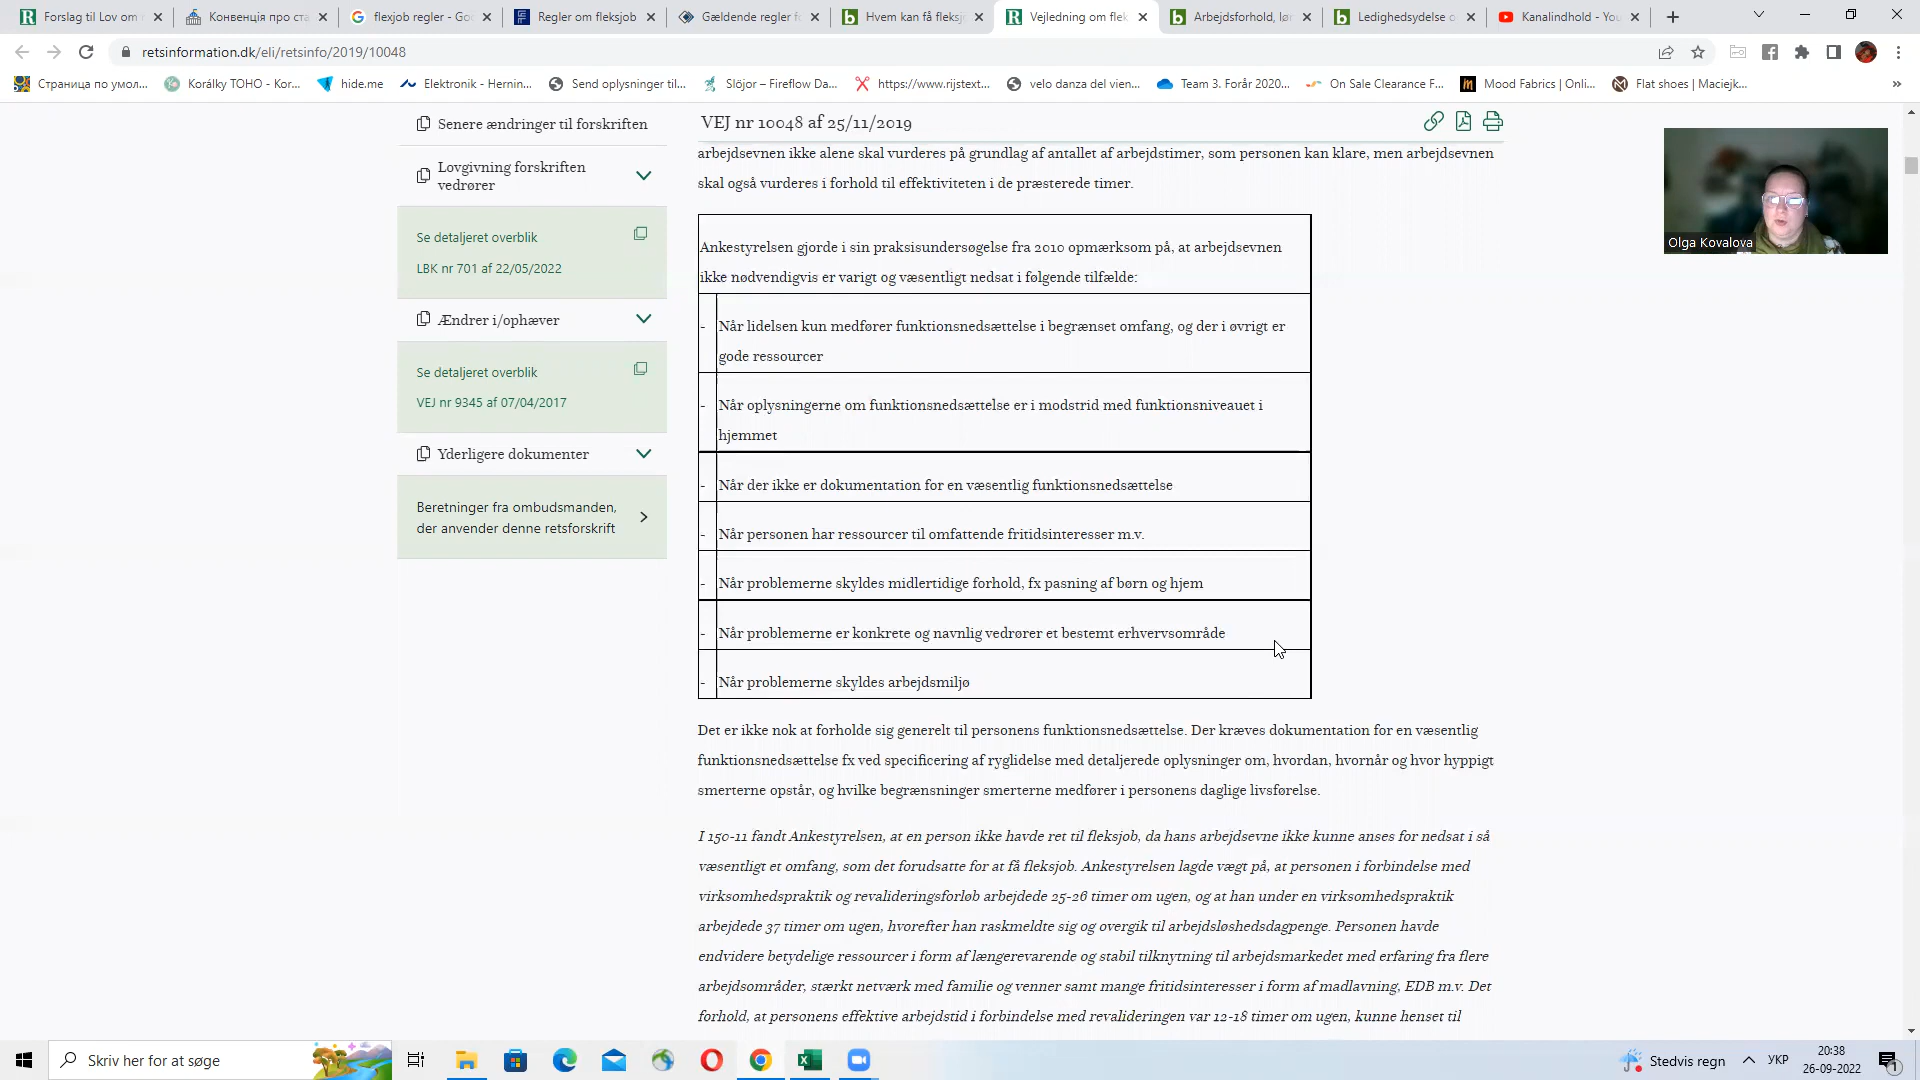 Forslag til Lov om
Конвенція про ста
flexjob regler - Goo
Regler om fleksjob
Gældende regler fo
Hvem kan få fleksj
Vejledning om flek
Arbejdsforhold, løn
Ledighedsydelse o
Kanalindhold - You
retsinformation.dk/eli/retsinfo/2019/10048
Страница по умол...
Korálky TOHO - Kor...
hide.me
Elektronik - Hernin...
Send oplysninger til...
Slöjor – Fireflow Da...
https://www.rijstext...
velo danza del vien...
Team 3. Forår 2020...
On Sale Clearance F...
Mood Fabrics | Onli...
Flat shoes | Maciejk...
Senere ændringer til forskriften
Lovgivning forskriften
vedrører
Se detaljeret overblik
LBK nr 701 af 22/05/2022
Ændrer i/ophæver
Se detaljeret overblik
VEJ nr 9345 af 07/04/2017
Yderligere dokumenter
Beretninger fra ombudsmanden,
der anvender denne retsforskrift
VEJ nr 10048 af 25/11/2019
arbejdsevnen ikke alene skal vurderes på grundlag af antallet af arbejdstimer, som personen kan klare, men arbejdsevnen
skal også vurderes i forhold til effektiviteten i de præsterede timer.
Ankestyrelsen gjorde i sin praksisundersøgelse fra 2010 opmærksom på, at arbejdsevnen
ikke nødvendigvis er varigt og væsentligt nedsat i følgende tilfælde:
- Når lidelsen kun medfører funktionsnedsættelse i begrænset omfang, og der i øvrigt er
gode ressourcer
- Når oplysningerne om funktionsnedsættelse er i modstrid med funktionsniveauet i
hjemmet
- Når der ikke er dokumentation for en væsentlig funktionsnedsættelse
- Når personen har ressourcer til omfattende fritidsinteresser m.v.
- Når problemerne skyldes midlertidige forhold, fx pasning af børn og hjem
- Når problemerne er konkrete og navnlig vedrører et bestemt erhvervsområde
- Når problemerne skyldes arbejdsmiljø
Det er ikke nok at forholde sig generelt til personens funktionsnedsættelse. Der kræves dokumentation for en væsentlig
funktionsnedsættelse fx ved specificering af ryglidelse med detaljerede oplysninger om, hvordan, hvornår og hvor hyppigt
smerterne opstår, og hvilke begrænsninger smerterne medfører i personens daglige livsførelse.
I 150-11 fandt Ankestyrelsen, at en person ikke havde ret til fleksjob, da hans arbejdsevne ikke kunne anses for nedsat i så
væsentligt et omfang, som det forudsatte for at få fleksjob. Ankestyrelsen lagde vægt på, at personen i forbindelse med
virksomhedspraktik og revalideringsforløb arbejdede 25-26 timer om ugen, og at han under en virksomhedspraktik
arbejdede 37 timer om ugen, hvorefter han raskmeldte sig og overgik til arbejdsløshedsdagpenge. Personen havde
endvidere betydelige ressourcer i form af længerevarende og stabil tilknytning til arbejdsmarkedet med erfaring fra flere
arbejdsområder, stærkt netværk med familie og venner samt mange fritidsinteresser i form af madlavning, EDB m.v. Det
forhold, at personens effektive arbejdstid i forbindelse med revalideringen var 12-18 timer om ugen, kunne henset til
Olga Kovalova
Skriv her for at søge
Stedvis regn
УКР
20:38
26-09-2022
1